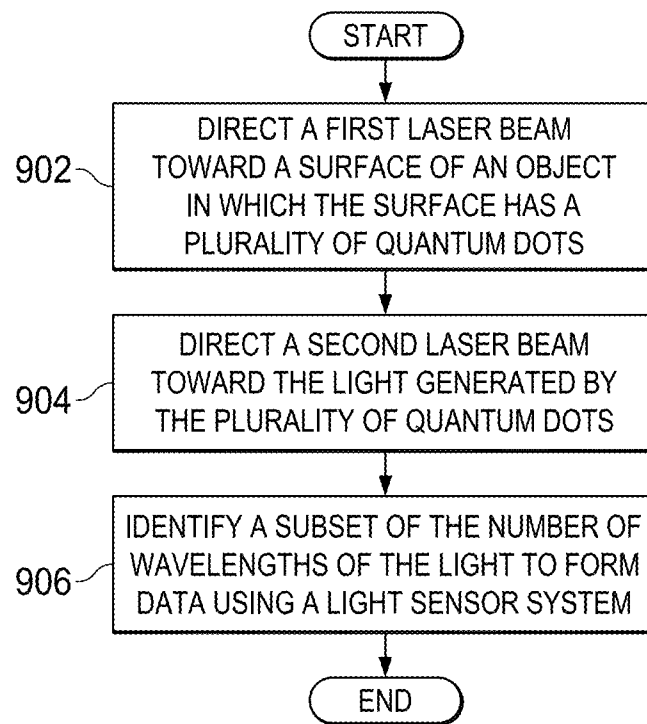 START
DIRECT A FIRST LASER BEAM
TOWARD A SURFACE OF AN OBJECT
IN WHICH THE SURFACE HAS A
PLURALITY OF QUANTUM DOTS
902
DIRECT A SECOND LASER BEAM
TOWARD THE LIGHT GENERATED BY
THE PLURALITY OF QUANTUM DOTS
904
IDENTIFY A SUBSET OF THE NUMBER OF
WAVELENGTHS OF THE LIGHT TO FORM
DATA USING A LIGHT SENSOR SYSTEM
906
END